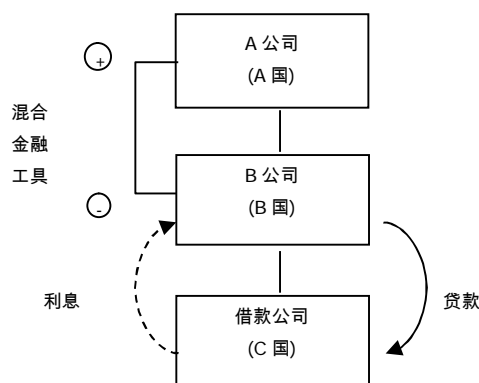 A 公司
(A 国)
+
混合
金融
工具
B 公司
(B 国)
-
利息
贷款
借款公司
(C 国)